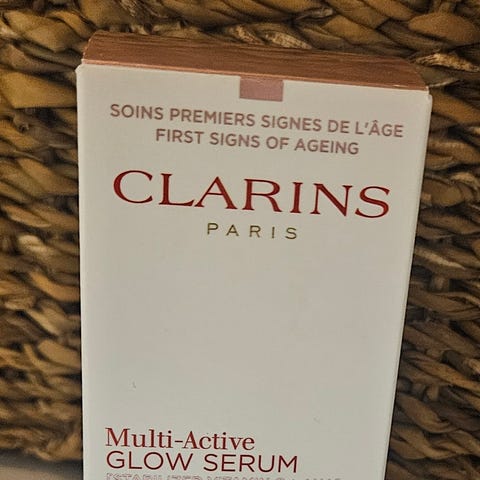 SOINS PREMIERS SIGNES DE L'ÂGE
FIRST SIGNS OF AGEING
CLARINS
PARIS
Multi-Active
GLOW SERUM